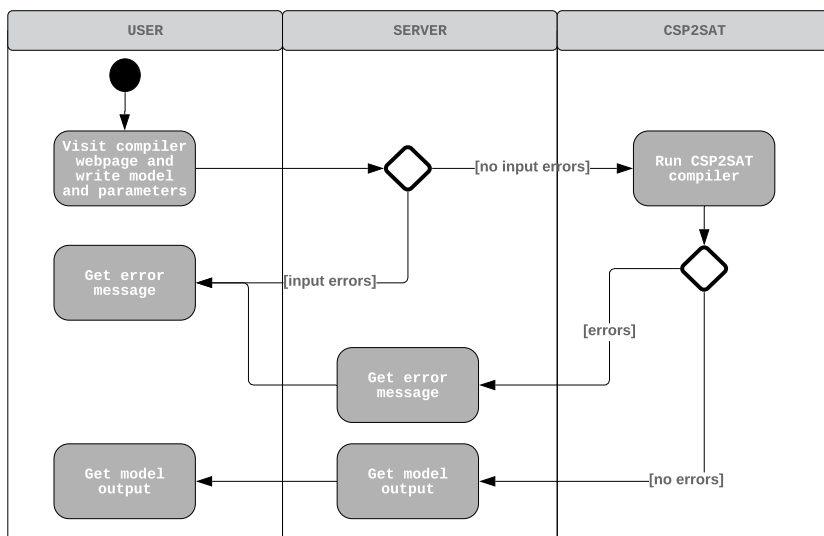 USER
SERVER
CSP2SAT
Visit compiler
webpage and
write model
and parameters
[no input errors]
Run CSP2SAT
compiler
Get error
message
[input errors]
[errors]
Get error
message
Get model
output
Get model
output
[no errors]